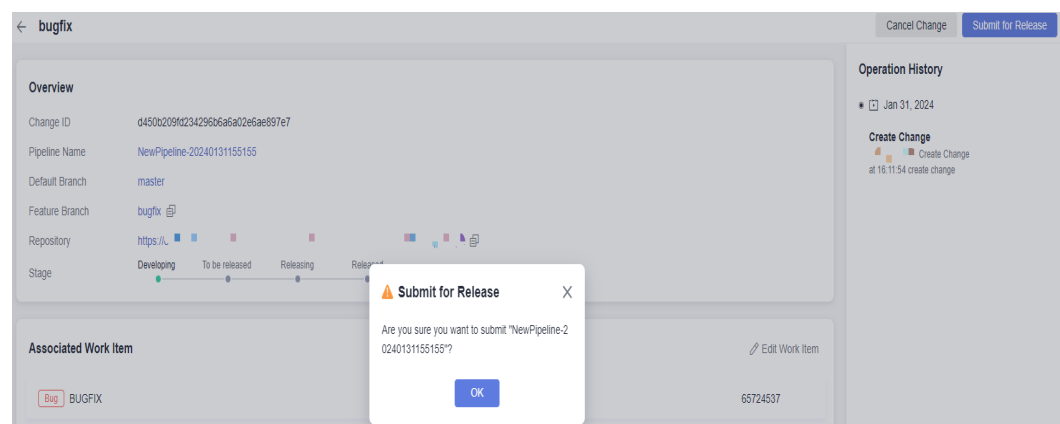 bugfix
Cancel Change
Submit for Release
Overview
Change ID d450b209fd234296b6a6a02e6ae897e7
Pipeline Name NewPipeline-20240131155155
Default Branch master
Feature Branch bugfix
Repository https://
Stage Developing To be released Releasing Released
Associated Work Item
Edit Work Item
Bug BUGFIX 65724537
Submit for Release
Are you sure you want to submit "NewPipeline-2
0240131155155"?
OK
Operation History
Jan 31, 2024
Create Change
Create Change
at 16:11:54 create change